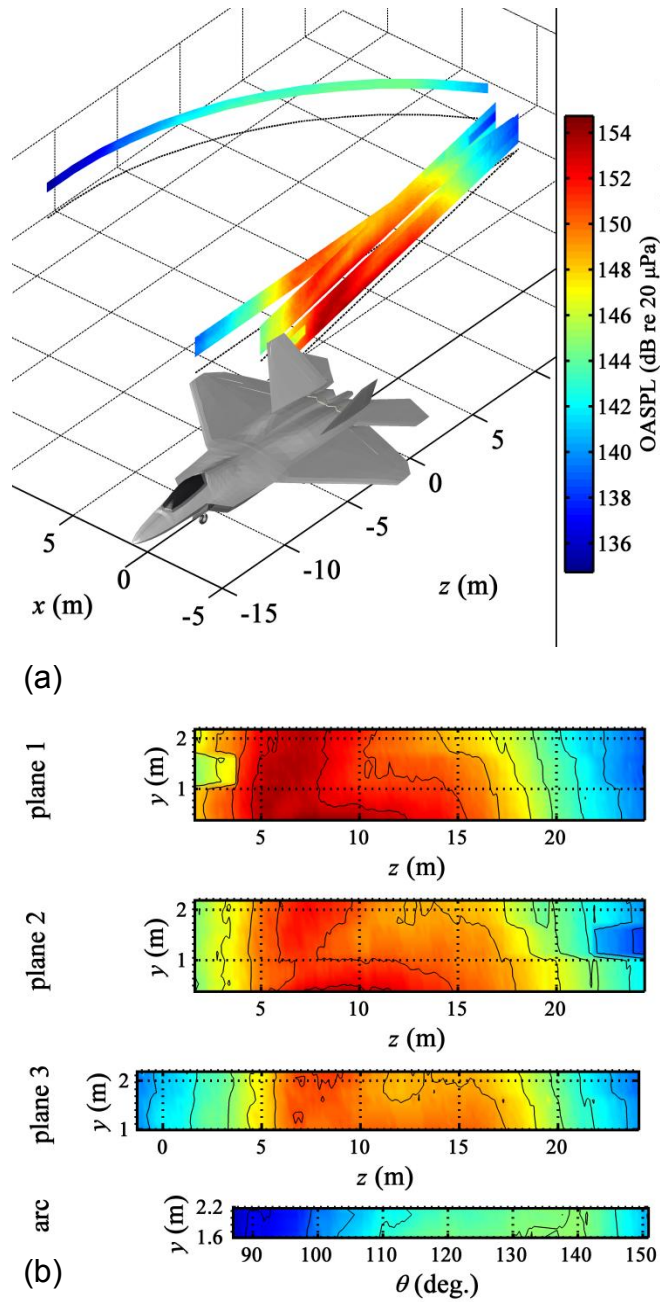 154
152
150
148
146
144
142
140
138
136
OASPL (dB re 20 μPa)
5
0
-5
x (m)
-15
-10
-5
0
5
z (m)
(a)
plane 1
y (m)
2
1
5 10 15 20
z (m)
plane 2
y (m)
2
1
5 10 15 20
z (m)
plane 3
y (m)
2
1
0 5 10 15 20
z (m)
arc
y (m)
2.2
1.6
90 100 110 120 130 140 150
θ (deg.)
(b)